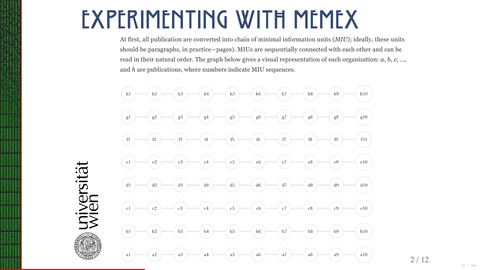 EXPERIMENTING WITH MEMEX
At first, all publication are converted into chain of minimal information units (MIU; ideally, these units
should be paragraphs, in practice—pages). MIUs are sequentially connected with each other and can be
read in their natural order. The graph below gives a visual representation of such organization: a, b, c, ...,
and h are publications, where numbers indicate MIU sequences.
h1 h2 h3 h4 h5 h6 h7 h8 h9 h10
g1 g2 g3 g4 g5 g6 g7 g8 g9 g10
f1 f2 f3 f4 f5 f6 f7 f8 f9 f10
e1 e2 e3 e4 e5 e6 e7 e8 e9 e10
d1 d2 d3 d4 d5 d6 d7 d8 d9 d10
c1 c2 c3 c4 c5 c6 c7 c8 c9 c10
b1 b2 b3 b4 b5 b6 b7 b8 b9 b10
a1 a2 a3 a4 a5 a6 a7 a8 a9 a10
universität
wien
2 / 12